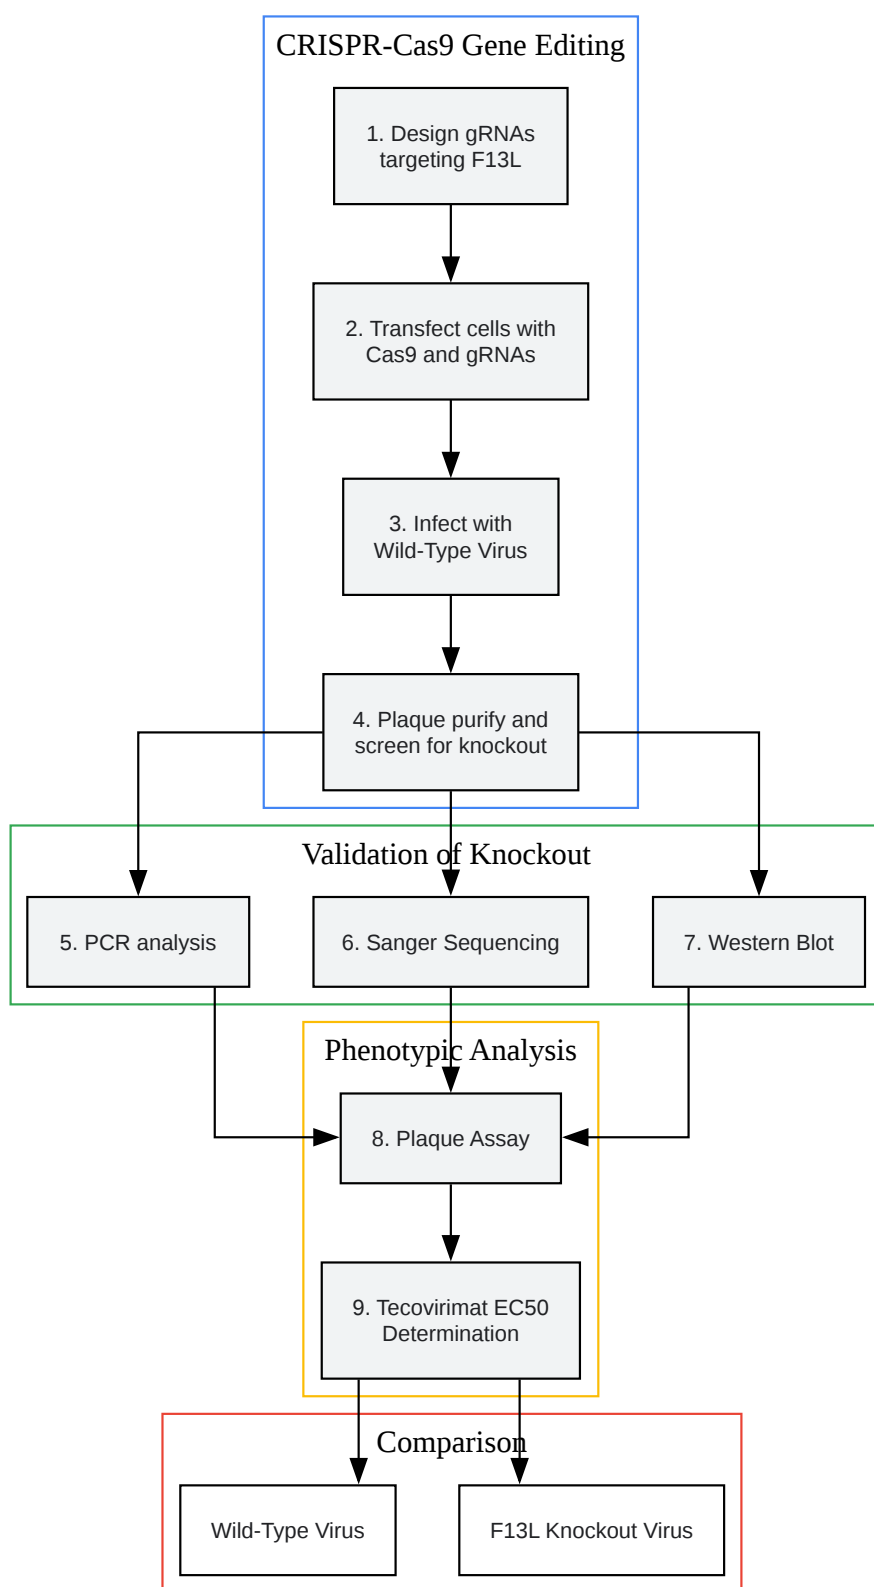 CRISPR-Cas9 Gene Editing
1. Design gRNAs
targeting F13L
2. Transfect cells with
Cas9 and gRNAs
3. Infect with
Wild-Type Virus
4. Plaque purify and
screen for knockout
Validation of Knockout
5. PCR analysis
6. Sanger Sequencing
7. Western Blot
Phenotypic Analysis
8. Plaque Assay
9. Tecovirimat EC50
Determination
Comparison
Wild-Type Virus
F13L Knockout Virus